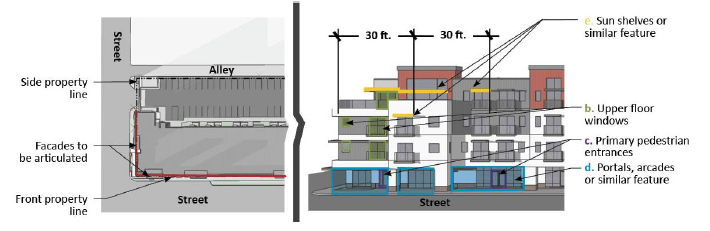 Street
Alley
Side property
line
Facades to
be articulated
Front property
line
Street
30 ft.
30 ft.
e. Sun shelves or
similar feature
b. Upper floor
windows
c. Primary pedestrian
entrances
d. Portals, arcades
or similar feature
Street